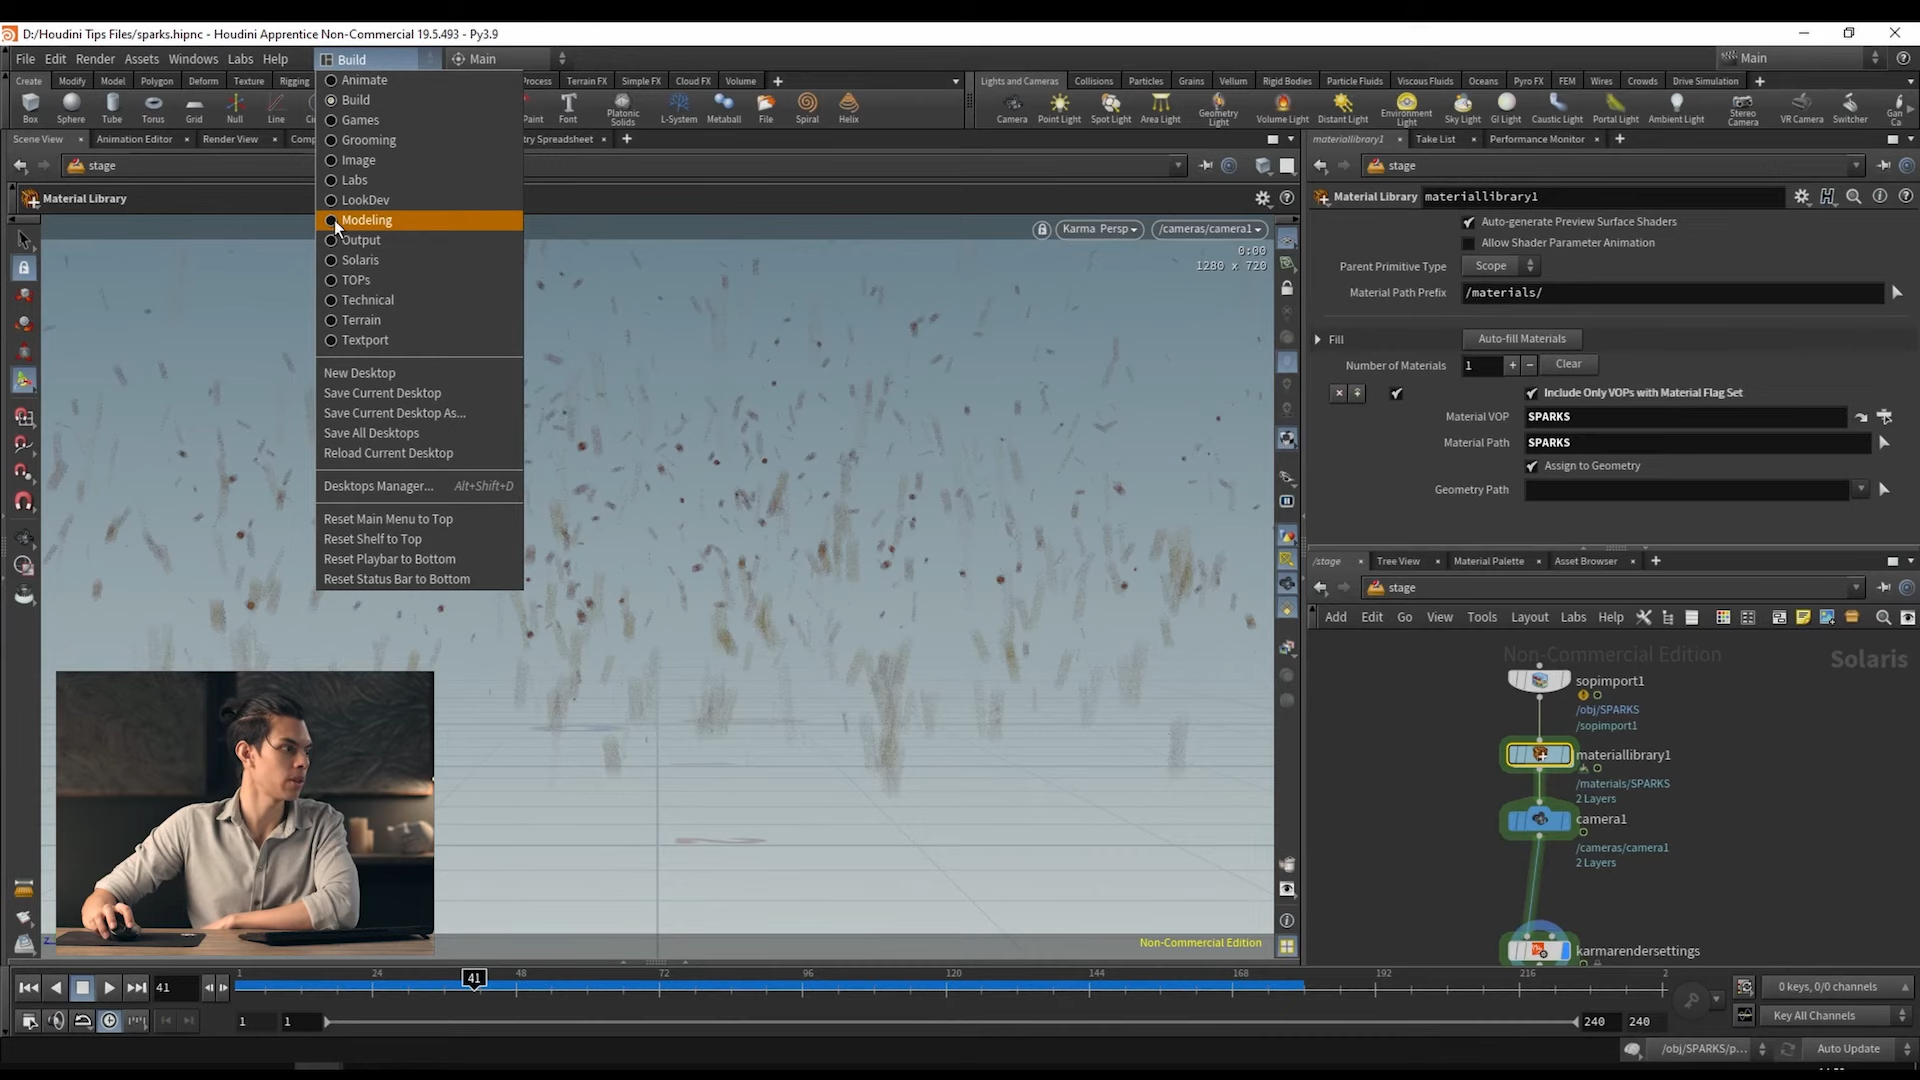 D:/Houdini Tips Files/sparks.hipnc - Houdini Apprentice Non-Commercial 19.5.493 - Py3.9
File Edit Render Assets Windows Labs Help Build Main Main
Create Modify Model Polygon Deform Texture Rigging Process Terrain FX Simple FX Cloud FX Volume
Lights and Cameras Collisions Particles Grains Vellum Rigid Bodies Particle Fluids Viscous Fluids Oceans Pyro FX FEM Wires Crowds Drive Simulation
Box Sphere Tube Torus Grid Null Line Paint Font Platonic Solids L-System Metaball File Spiral Helix
Camera Point Light Spot Light Area Light Geometry Light Volume Light Distant Light Environment Light Sky Light GI Light Caustic Light Portal Light Ambient Light Stereo Camera VR Camera Switcher
Scene View Animation Editor Render View Comp try Spreadsheet
materiallibrary1 Take List Performance Monitor
stage
stage
Material Library
Material Library materiallibrary1
Animate
Build
Games
Grooming
Image
Labs
LookDev
Modeling
Output
Solaris
TOPs
Technical
Terrain
Textport
New Desktop
Save Current Desktop
Save Current Desktop As...
Save All Desktops
Reload Current Desktop
Desktops Manager... Alt+Shift+D
Reset Main Menu to Top
Reset Shelf to Top
Reset Playbar to Bottom
Reset Status Bar to Bottom
Karma Persp /cameras/camera1
0:00
1280 x 720
Non-Commercial Edition
Auto-generate Preview Surface Shaders
Allow Shader Parameter Animation
Parent Primitive Type Scope
Material Path Prefix /materials/
Fill Auto-fill Materials
Number of Materials 1 + − Clear
Include Only VOPs with Material Flag Set
Material VOP SPARKS
Material Path SPARKS
Assign to Geometry
Geometry Path
/stage Tree View Material Palette Asset Browser
stage
Add Edit Go View Tools Layout Labs Help
Non-Commercial Edition Solaris
sopimport1
/obj/SPARKS
/sopimport1
materiallibrary1
/materials/SPARKS
2 Layers
camera1
/cameras/camera1
2 Layers
karmarendersettings
1 24 41 48 72 96 120 144 168 192 216 2
41
0 keys, 0/0 channels
1 1 240 240
Key All Channels
/obj/SPARKS/p... Auto Update